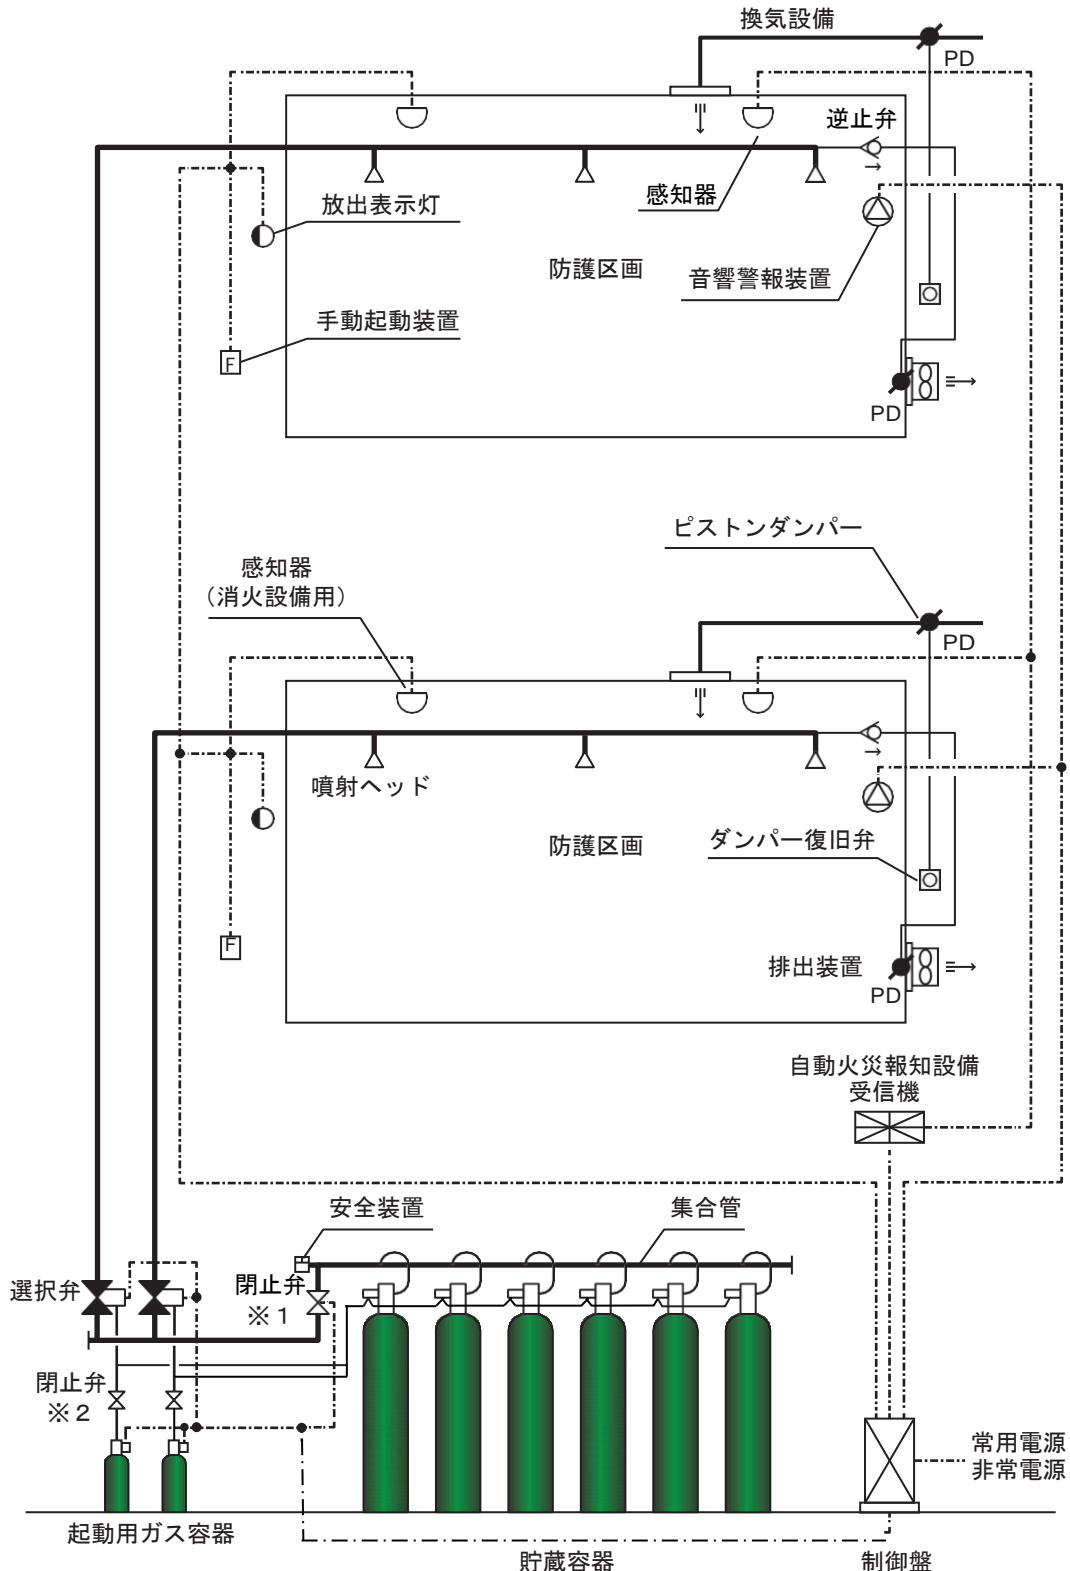 換気設備
PD
逆止弁
感知器
放出表示灯
防護区画
音響警報装置
手動起動装置
F
PD
ピストンダンパー
感知器
（消火設備用）
PD
噴射ヘッド
防護区画
ダンパー復旧弁
F
排出装置
PD
自動火災報知設備
受信機
安全装置
集合管
選択弁
閉止弁
※１
閉止弁
※２
常用電源
非常電源
起動用ガス容器
貯蔵容器
制御盤